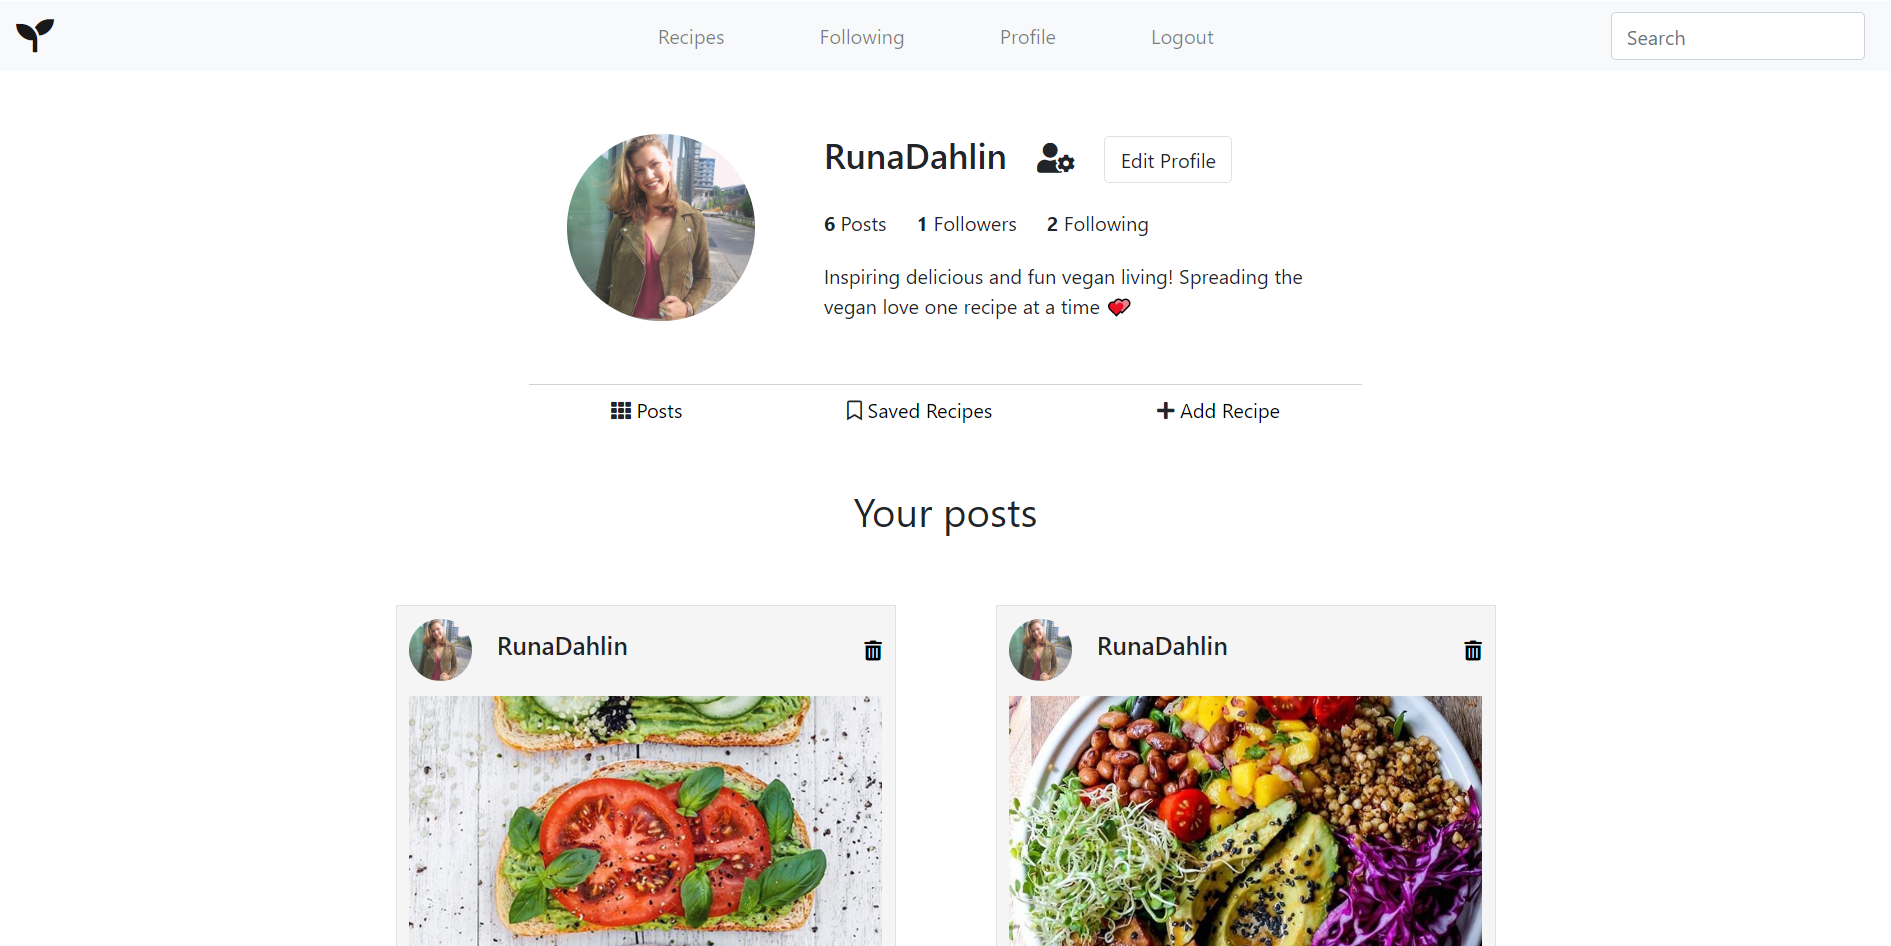 Recipes Following Profile Logout Search
RunaDahlin Edit Profile
6 Posts 1 Followers 2 Following
Inspiring delicious and fun vegan living! Spreading the
vegan love one recipe at a time 💕
Posts Saved Recipes Add Recipe
Your posts
RunaDahlin RunaDahlin